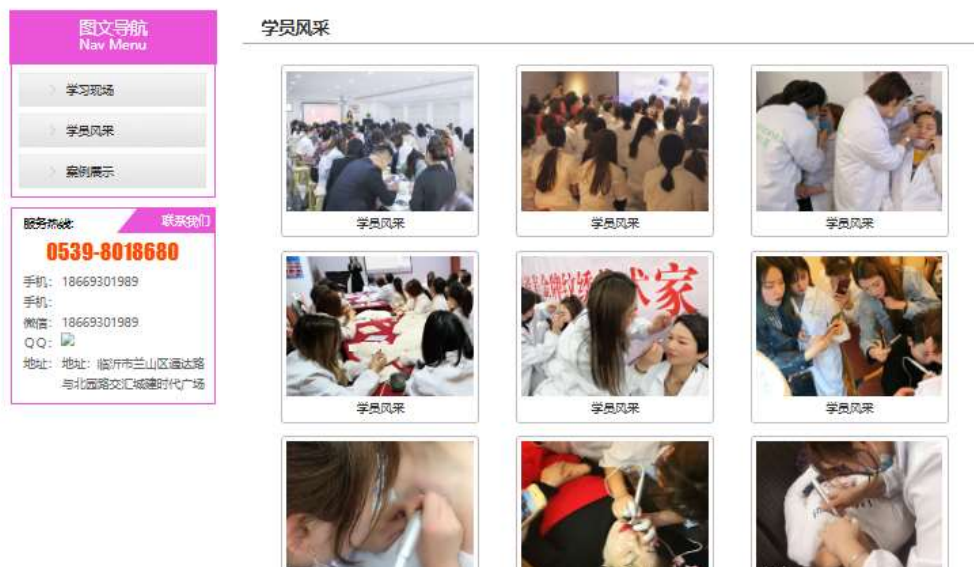 图文导航
Nav Menu
学习现场
学员风采
案例展示
服务热线:
联系我们
0539-8018680
手机: 18669301989
手机:
微信: 18669301989
QQ:
地址: 地址: 临沂市兰山区通达路
与北园路交汇城建时代广场
学员风采
学员风采
学员风采
学员风采
术家
学员风采
学员风采
学员风采